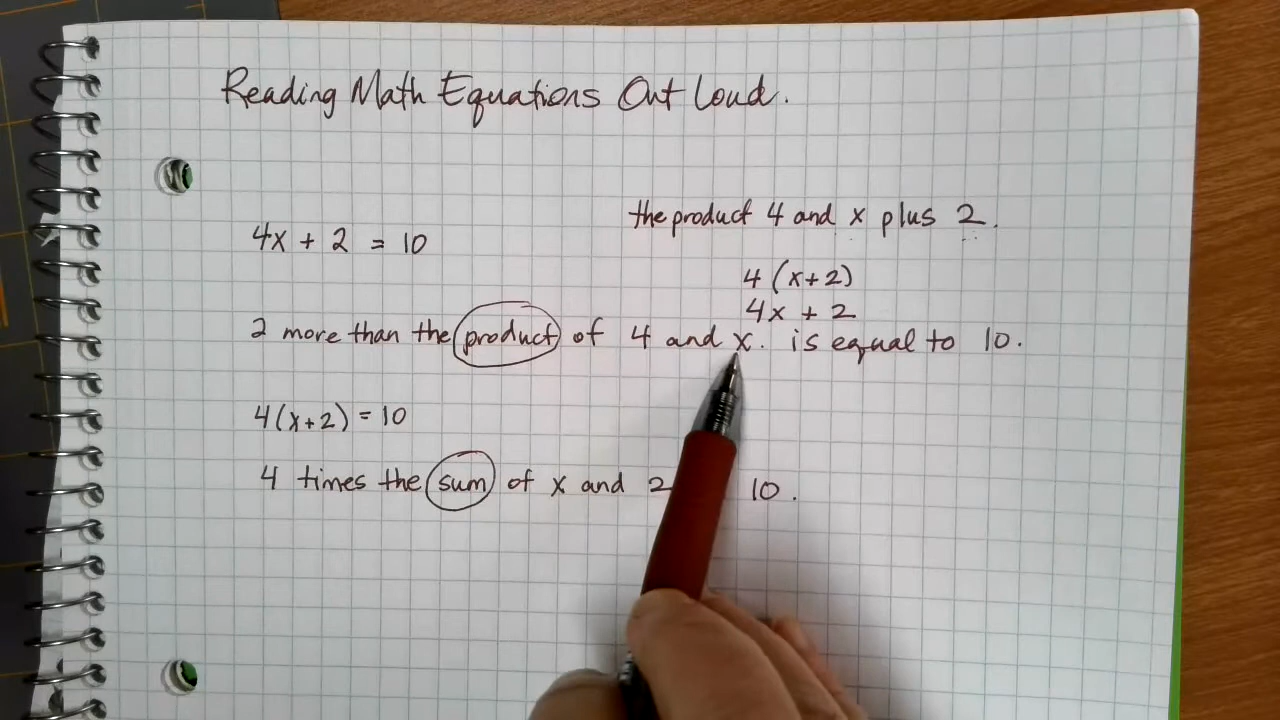 Reading Math Equations Out Loud.
the product 4 and x plus 2.
4x + 2 = 10
4 (x+2)
4x + 2
2 more than the product of 4 and x. is equal to 10.
4(x+2) = 10
4 times the sum of x and 2 10.